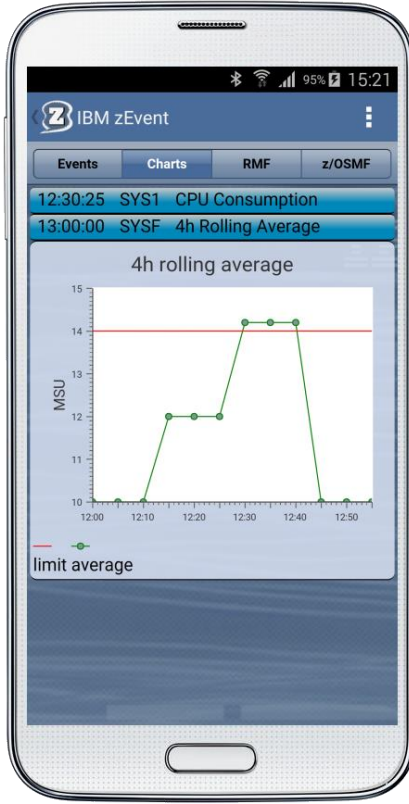 95% 15:21
Z IBM zEvent
Events Charts RMF z/OSMF
12:30:25 SYS1 CPU Consumption
13:00:00 SYSF 4h Rolling Average
4h rolling average
15
14
13
12
11
10
MSU
12:00 12:10 12:20 12:30 12:40 12:50
limit average